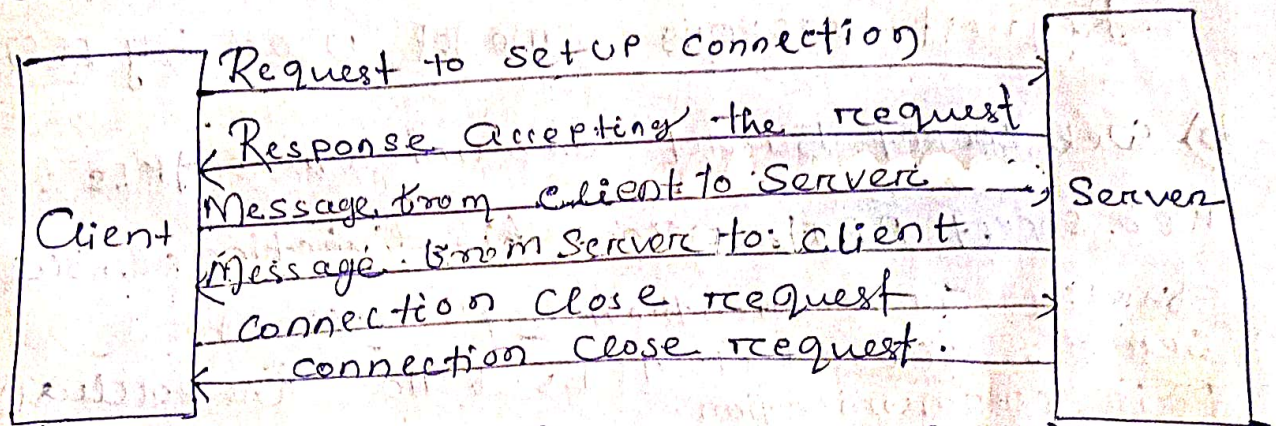 Request to setup connection
Response accepting the request
Message from client to Server
Client
Server
Message from Server to client.
connection close request
connection close request.